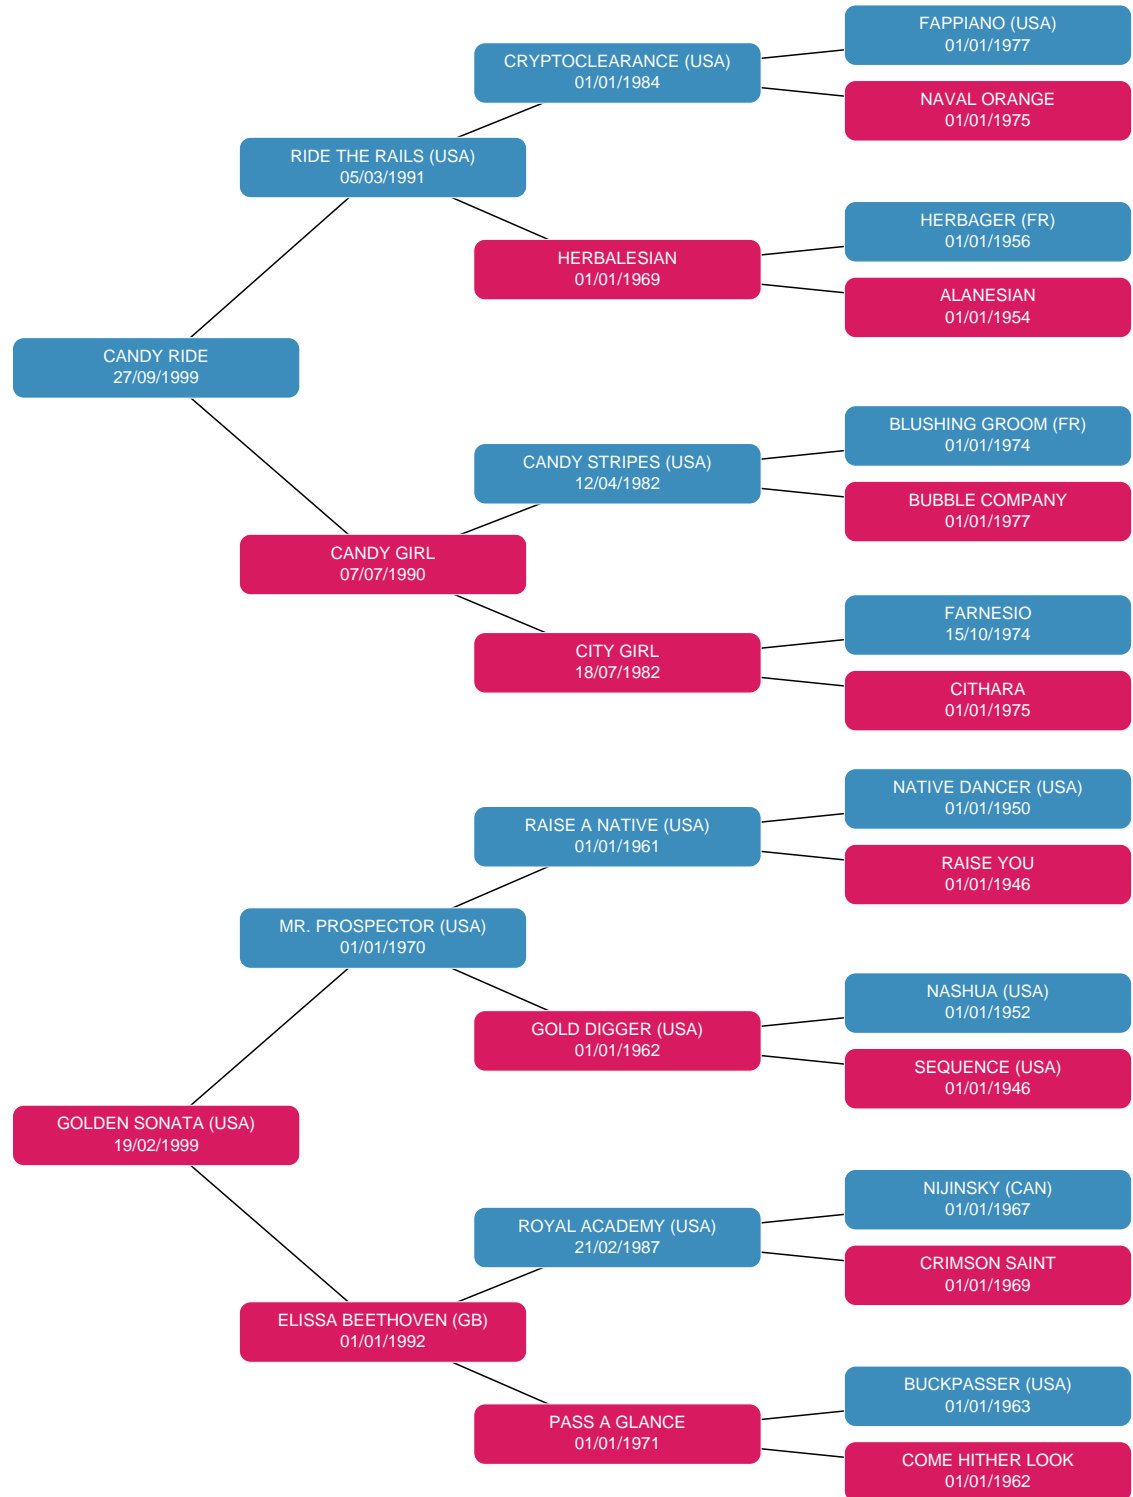 FAPPIANO (USA)
01/01/1977
CRYPTOCLEARANCE (USA)
01/01/1984
NAVAL ORANGE
01/01/1975
RIDE THE RAILS (USA)
05/03/1991
HERBAGER (FR)
01/01/1956
HERBALESIAN
01/01/1969
ALANESIAN
01/01/1954
CANDY RIDE
27/09/1999
BLUSHING GROOM (FR)
01/01/1974
CANDY STRIPES (USA)
12/04/1982
BUBBLE COMPANY
01/01/1977
CANDY GIRL
07/07/1990
FARNESIO
15/10/1974
CITY GIRL
18/07/1982
CITHARA
01/01/1975
NATIVE DANCER (USA)
01/01/1950
RAISE A NATIVE (USA)
01/01/1961
RAISE YOU
01/01/1946
MR. PROSPECTOR (USA)
01/01/1970
NASHUA (USA)
01/01/1952
GOLD DIGGER (USA)
01/01/1962
SEQUENCE (USA)
01/01/1946
GOLDEN SONATA (USA)
19/02/1999
NIJINSKY (CAN)
01/01/1967
ROYAL ACADEMY (USA)
21/02/1987
CRIMSON SAINT
01/01/1969
ELISSA BEETHOVEN (GB)
01/01/1992
BUCKPASSER (USA)
01/01/1963
PASS A GLANCE
01/01/1971
COME HITHER LOOK
01/01/1962